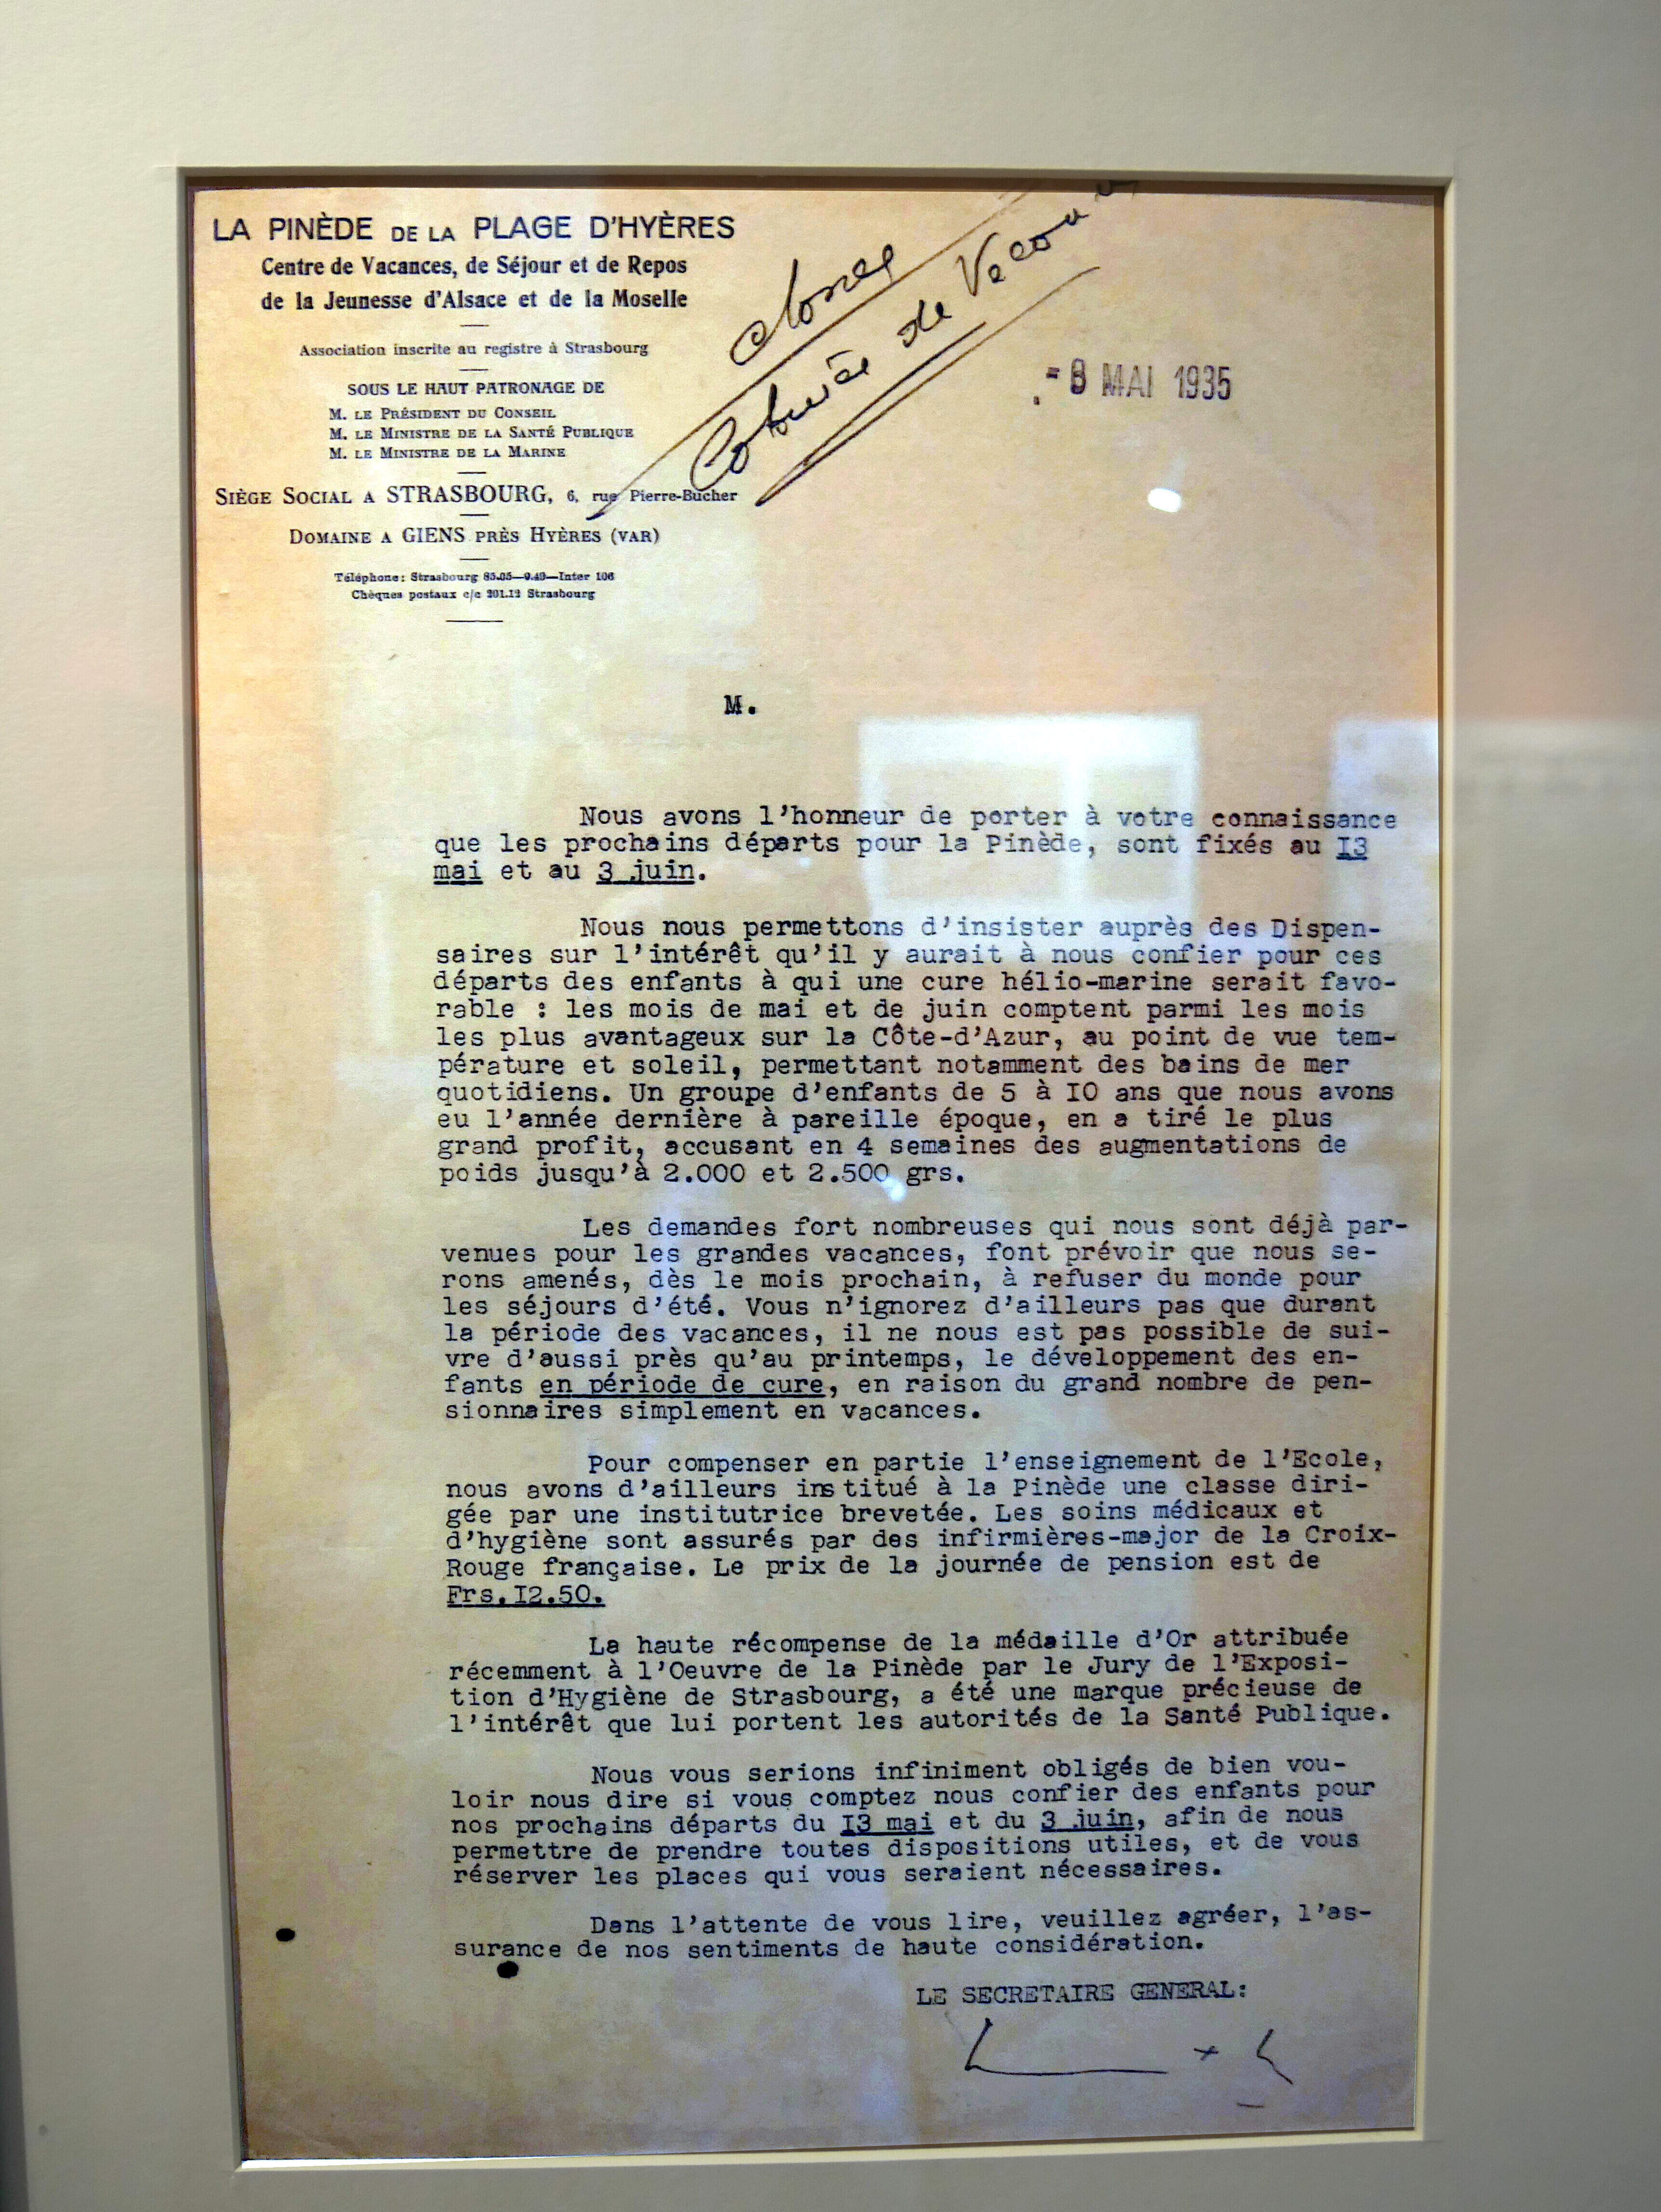 LA PINÈDE DE LA PLAGE D'HYÈRES
Centre de Vacances, de Séjour et de Repos
de la Jeunesse d'Alsace et de la Moselle
Association inscrite au registre à Strasbourg
SOUS LE HAUT PATRONAGE DE
M. LE PRÉSIDENT DU CONSEIL
M. LE MINISTRE DE LA SANTÉ PUBLIQUE
M. LE MINISTRE DE LA MARINE
SIÈGE SOCIAL A STRASBOURG, 6, rue Pierre-Bucher
DOMAINE A GIENS PRÈS HYÈRES (VAR)
Téléphone: Strasbourg 85.05—9.49—Inter 106
Chèques postaux c/c 201.12 Strasbourg
de
8 MAI 1935
M.
Nous avons l'honneur de porter à votre connaissance
que les prochains départs pour la Pinède, sont fixés au I3
mai et au 3 juin.
Nous nous permettons d'insister auprès des Dispen-
saires sur l'intérêt qu'il y aurait à nous confier pour ces
départs des enfants à qui une cure hélio-marine serait favo-
rable : les mois de mai et de juin comptent parmi les mois
les plus avantageux sur la Côte-d'Azur, au point de vue tem-
pérature et soleil, permettant notamment des bains de mer
quotidiens. Un groupe d'enfants de 5 à IO ans que nous avons
eu l'année dernière à pareille époque, en a tiré le plus
grand profit, accusant en 4 semaines des augmentations de
poids jusqu'à 2.000 et 2.500 grs.
Les demandes fort nombreuses qui nous sont déjà par-
venues pour les grandes vacances, font prévoir que nous se-
rons amenés, dès le mois prochain, à refuser du monde pour
les séjours d'été. Vous n'ignorez d'ailleurs pas que durant
la période des vacances, il ne nous est pas possible de sui-
vre d'aussi près qu'au printemps, le développement des en-
fants en période de cure, en raison du grand nombre de pen-
sionnaires simplement en vacances.
Pour compenser en partie l'enseignement de l'Ecole,
nous avons d'ailleurs institué à la Pinède une classe diri-
gée par une institutrice brevetée. Les soins médicaux et
d'hygiène sont assurés par des infirmières-major de la Croix-
Rouge française. Le prix de la journée de pension est de
Frs.I2.50.
La haute récompense de la médaille d'Or attribuée
récemment à l'Oeuvre de la Pinède par le Jury de l'Exposi-
tion d'Hygiène de Strasbourg, a été une marque précieuse de
l'intérêt que lui portent les autorités de la Santé Publique.
Nous vous serions infiniment obligés de bien vou-
loir nous dire si vous comptez nous confier des enfants pour
nos prochains départs du I3 mai et du 3 juin, afin de nous
permettre de prendre toutes dispositions utiles, et de vous
réserver les places qui vous seraient nécessaires.
Dans l'attente de vous lire, veuillez agréer, l'as-
surance de nos sentiments de haute considération.
LE SECRETAIRE GENERAL: